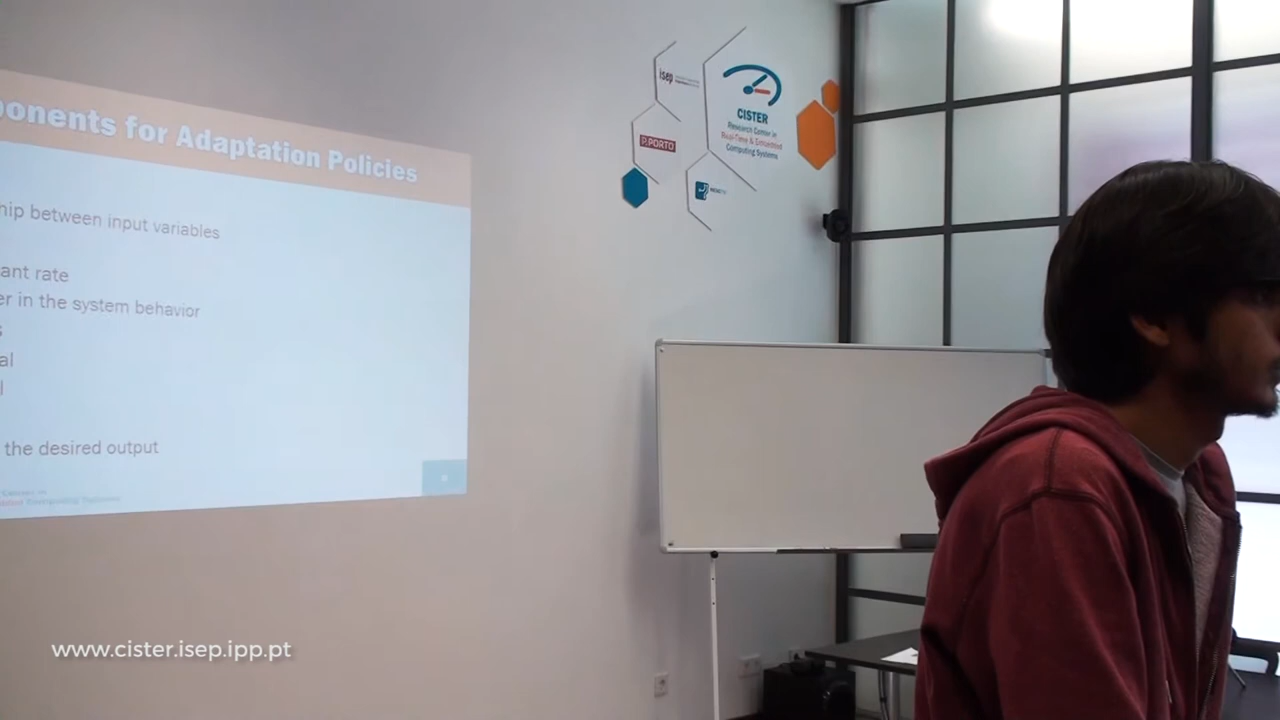 ponents for Adaptation Policies
hip between input variables
ant rate
er in the system behavior
s
al
l
the desired output
isep
P.PORTO
CISTER
Research Center in
Real-Time & Embedded
Computing Systems
www.cister.isep.ipp.pt